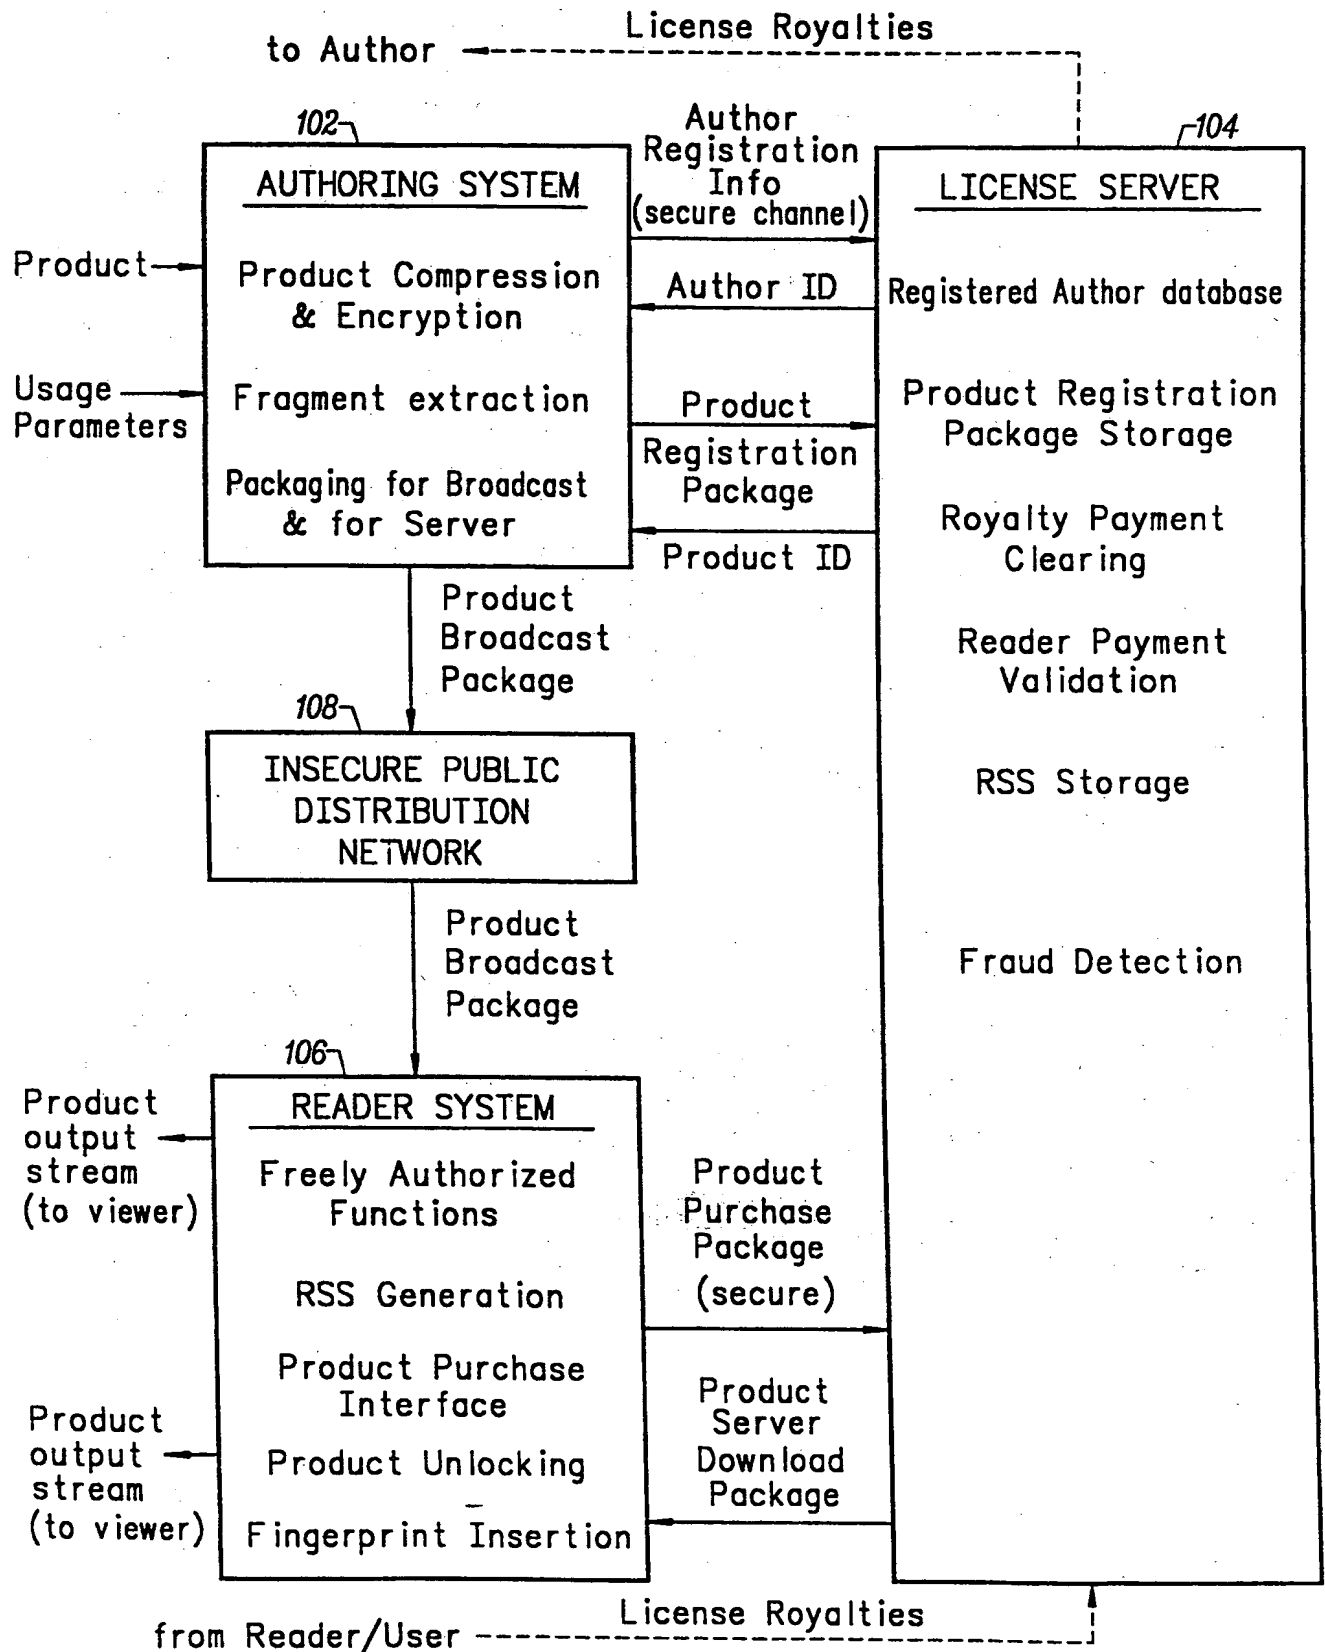 License Royalties
to Author
102
AUTHORING SYSTEM
Product Compression
& Encryption
Fragment extraction
Packaging for Broadcast
& for Server
Product
Usage
Parameters
Author
Registration
Info
(secure channel)
Author ID
Product
Registration
Package
Product ID
104
LICENSE SERVER
Registered Author database
Product Registration
Package Storage
Royalty Payment
Clearing
Reader Payment
Validation
RSS Storage
Fraud Detection
Product
Broadcast
Package
108
INSECURE PUBLIC
DISTRIBUTION
NETWORK
Product
Broadcast
Package
106
READER SYSTEM
Freely Authorized
Functions
RSS Generation
Product Purchase
Interface
Product Unlocking
Fingerprint Insertion
Product
output
stream
(to viewer)
Product
output
stream
(to viewer)
Product
Purchase
Package
(secure)
Product
Server
Download
Package
License Royalties
from Reader/User